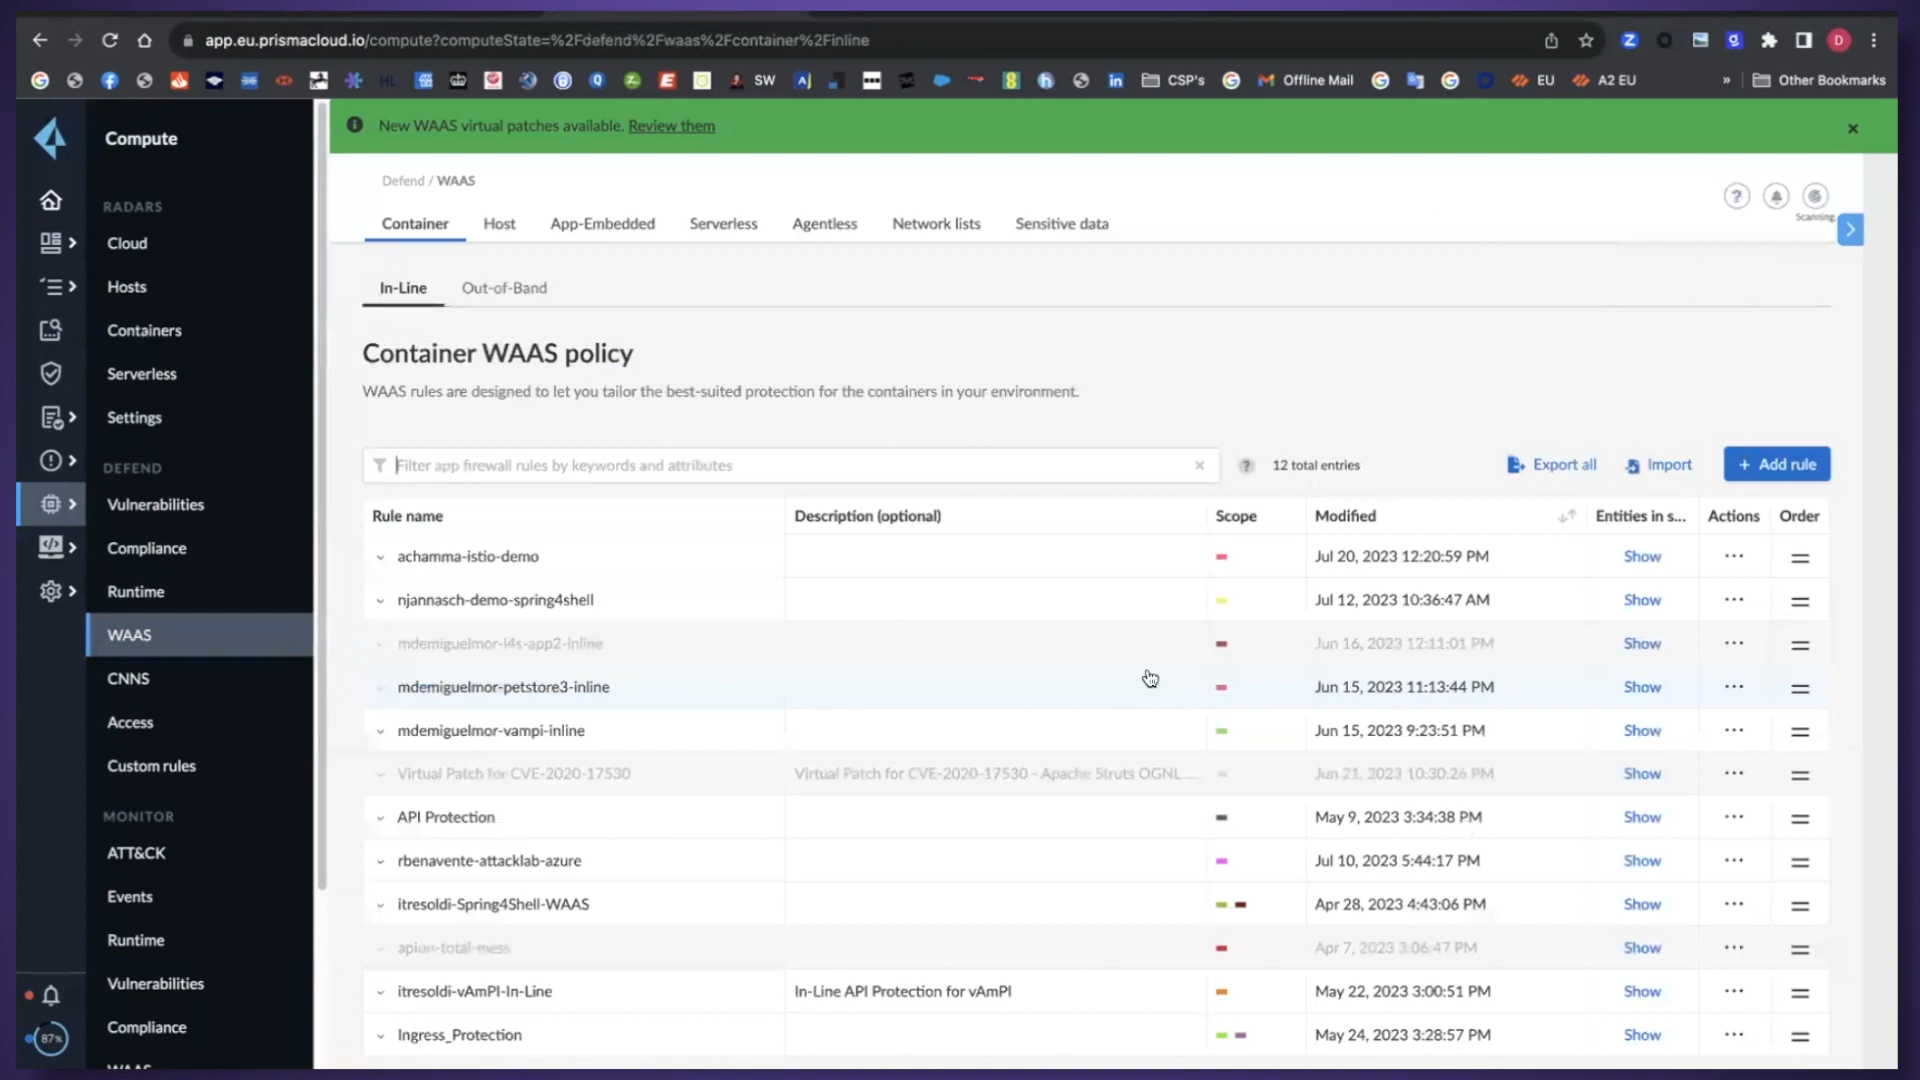 app.eu.prismacloud.io/compute?computeState=%2Fdefend%2Fwaas%2Fcontainer%2Finline
SW
CSP's
Offline Mail
EU
A2 EU
»
Other Bookmarks
Compute
RADARS
Cloud
Hosts
Containers
Serverless
Settings
DEFEND
Vulnerabilities
Compliance
Runtime
WAAS
CNNS
Access
Custom rules
MONITOR
ATT&CK
Events
Runtime
Vulnerabilities
Compliance
WAAS
87%
New WAAS virtual patches available. Review them
Defend / WAAS
Scanning
Container Host App-Embedded Serverless Agentless Network lists Sensitive data
In-Line Out-of-Band
Container WAAS policy
WAAS rules are designed to let you tailor the best-suited protection for the containers in your environment.
Filter app firewall rules by keywords and attributes
12 total entries
Export all
Import
+ Add rule
Rule name Description (optional) Scope Modified Entities in s... Actions Order
achamma-istio-demo Jul 20, 2023 12:20:59 PM Show
njannasch-demo-spring4shell Jul 12, 2023 10:36:47 AM Show
mdemiguelmor-l4s-app2-inline Jun 16, 2023 12:11:01 PM Show
mdemiguelmor-petstore3-inline Jun 15, 2023 11:13:44 PM Show
mdemiguelmor-vampi-inline Jun 15, 2023 9:23:51 PM Show
Virtual Patch for CVE-2020-17530 Virtual Patch for CVE-2020-17530 - Apache Struts OGNL ... Jun 21, 2023 10:30:26 PM Show
API Protection May 9, 2023 3:34:38 PM Show
rbenavente-attacklab-azure Jul 10, 2023 5:44:17 PM Show
itresoldi-Spring4Shell-WAAS Apr 28, 2023 4:43:06 PM Show
apiun-total-mess Apr 7, 2023 3:06:47 PM Show
itresoldi-vAmPI-In-Line In-Line API Protection for vAmPI May 22, 2023 3:00:51 PM Show
Ingress_Protection May 24, 2023 3:28:57 PM Show